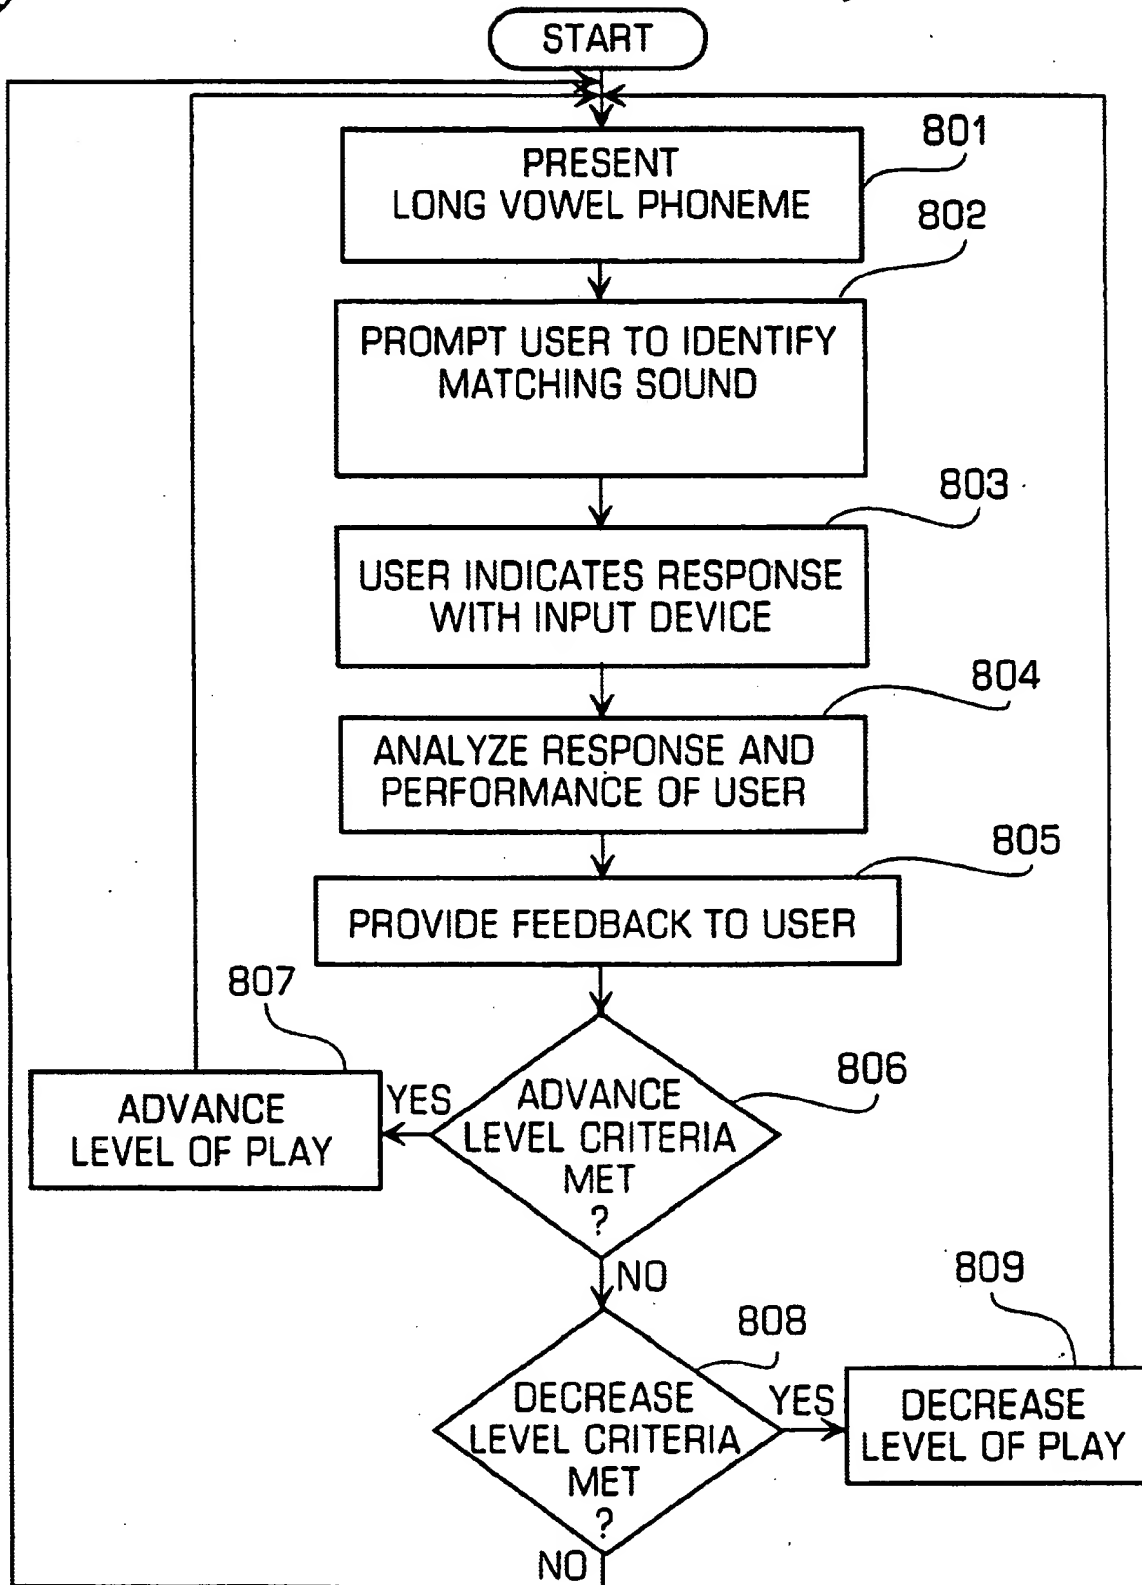 START
801
PRESENT
LONG VOWEL PHONEME
802
PROMPT USER TO IDENTIFY
MATCHING SOUND
803
USER INDICATES RESPONSE
WITH INPUT DEVICE
804
ANALYZE RESPONSE AND
PERFORMANCE OF USER
805
PROVIDE FEEDBACK TO USER
807
806
ADVANCE
LEVEL OF PLAY
YES
ADVANCE
LEVEL CRITERIA
MET
?
NO
809
808
DECREASE
LEVEL CRITERIA
MET
?
YES
DECREASE
LEVEL OF PLAY
NO